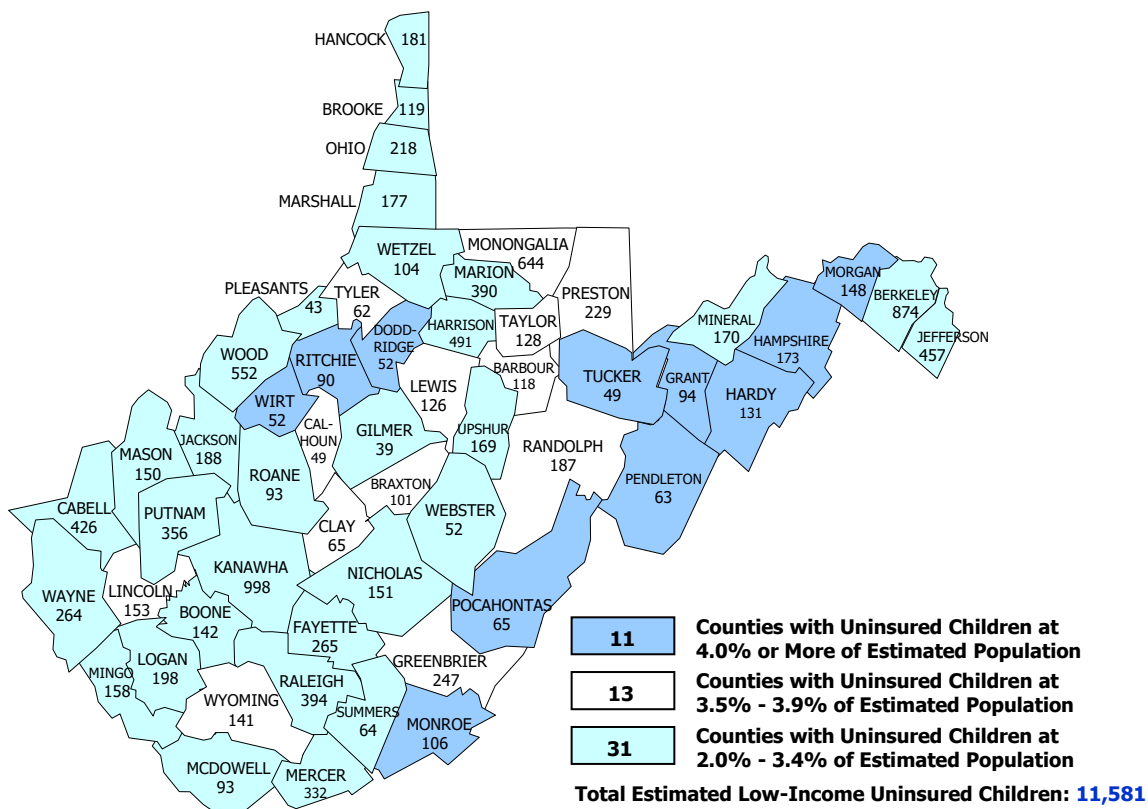 HANCOCK
181
BROOKE
119
OHIO
218
MARSHALL
177
WETZEL
104
MONONGALIA
644
MARION
390
PRESTON
229
PLEASANTS
43
TYLER
62
DODD-
RIDGE
52
HARRISON
491
TAYLOR
128
MORGAN
148
BERKELEY
874
JEFFERSON
457
MINERAL
170
HAMPSHIRE
173
WOOD
552
RITCHIE
90
BARBOUR
118
TUCKER
49
GRANT
94
HARDY
131
WIRT
52
LEWIS
126
CAL-
HOUN
49
GILMER
39
UPSHUR
169
RANDOLPH
187
PENDLETON
63
MASON
150
JACKSON
188
ROANE
93
BRAXTON
101
WEBSTER
52
CABELL
426
PUTNAM
356
CLAY
65
KANAWHA
998
NICHOLAS
151
WAYNE
264
LINCOLN
153
BOONE
142
POCAHONTAS
65
FAYETTE
265
GREENBRIER
247
MINGO
158
LOGAN
198
WYOMING
141
RALEIGH
394
SUMMERS
64
MONROE
106
MCDOWELL
93
MERCER
332
11
Counties with Uninsured Children at
4.0% or More of Estimated Population
13
Counties with Uninsured Children at
3.5% - 3.9% of Estimated Population
31
Counties with Uninsured Children at
2.0% - 3.4% of Estimated Population
Total Estimated Low-Income Uninsured Children: 11,581